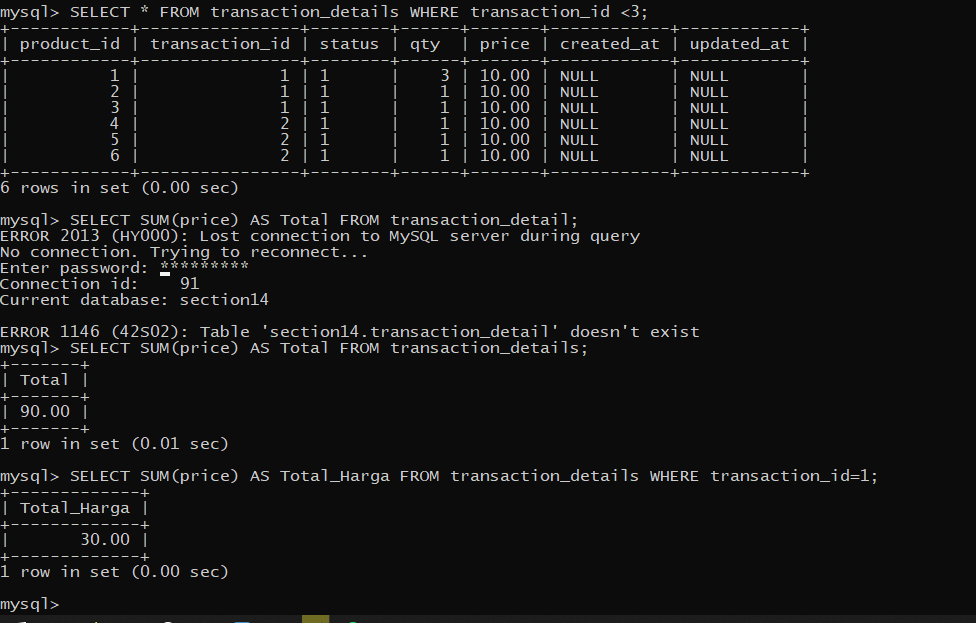 mysql> SELECT * FROM transaction_details WHERE transaction_id <3;
+------------+----------------+--------+------+-------+------------+------------+
| product_id | transaction_id | status | qty  | price | created_at | updated_at |
+------------+----------------+--------+------+-------+------------+------------+
|          1 |              1 | 1      |    3 | 10.00 | NULL       | NULL       |
|          2 |              1 | 1      |    1 | 10.00 | NULL       | NULL       |
|          3 |              1 | 1      |    1 | 10.00 | NULL       | NULL       |
|          4 |              2 | 1      |    1 | 10.00 | NULL       | NULL       |
|          5 |              2 | 1      |    1 | 10.00 | NULL       | NULL       |
|          6 |              2 | 1      |    1 | 10.00 | NULL       | NULL       |
+------------+----------------+--------+------+-------+------------+------------+
6 rows in set (0.00 sec)
mysql> SELECT SUM(price) AS Total FROM transaction_detail;
ERROR 2013 (HY000): Lost connection to MySQL server during query
No connection. Trying to reconnect...
Enter password: *********
Connection id:    91
Current database: section14
ERROR 1146 (42S02): Table 'section14.transaction_detail' doesn't exist
mysql> SELECT SUM(price) AS Total FROM transaction_details;
+-------+
| Total |
+-------+
| 90.00 |
+-------+
1 row in set (0.01 sec)
mysql> SELECT SUM(price) AS Total_Harga FROM transaction_details WHERE transaction_id=1;
+-------------+
| Total_Harga |
+-------------+
|       30.00 |
+-------------+
1 row in set (0.00 sec)
mysql>